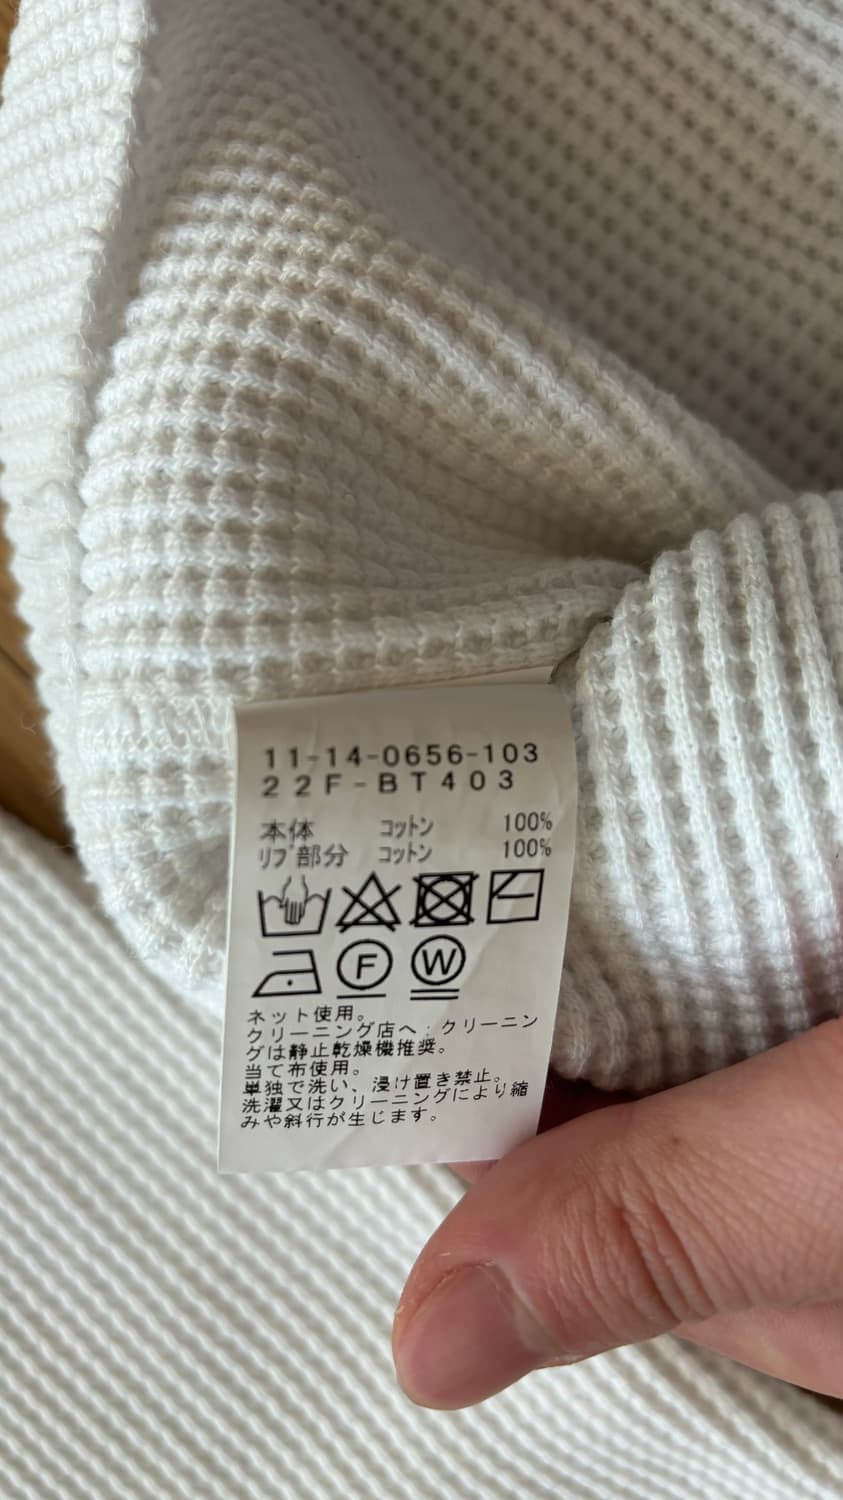 11-14-0656-103
22F-BT403
本体 コットン 100%
リブ部分 コットン 100%
F W
ネット使用。
クリーニング店へ:クリーニン
グは静止乾燥機推奨。
当て布使用。
単独で洗い、浸け置き禁止。
洗濯又はクリーニングにより縮
みや斜行が生じます。